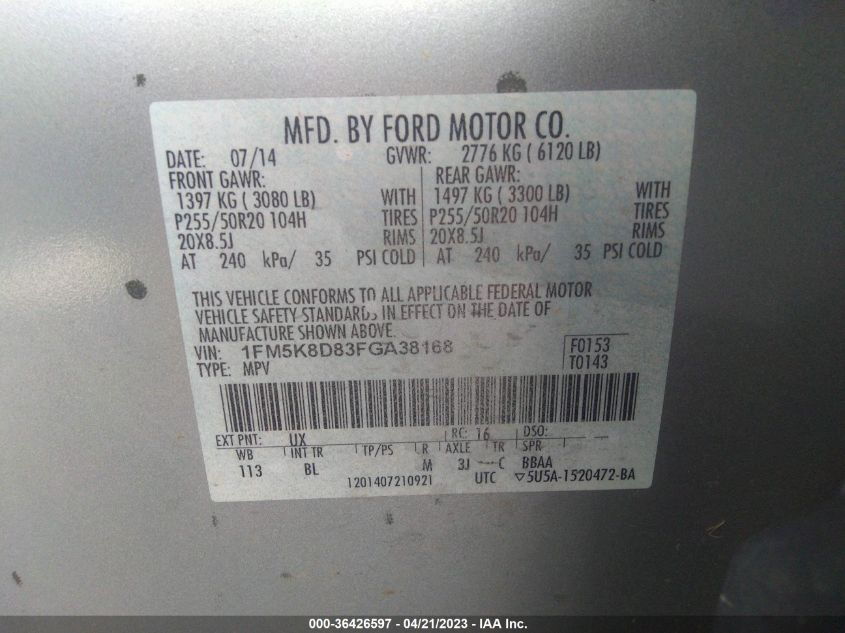 MFD. BY FORD MOTOR CO.
DATE: 07/14 GVWR: 2776 KG ( 6120 LB)
FRONT GAWR: REAR GAWR:
1397 KG ( 3080 LB) WITH 1497 KG ( 3300 LB) WITH
P255/50R20 104H TIRES P255/50R20 104H TIRES
20X8.5J RIMS 20X8.5J RIMS
AT 240 kPa/ 35 PSI COLD AT 240 kPa/ 35 PSI COLD
THIS VEHICLE CONFORMS TO ALL APPLICABLE FEDERAL MOTOR
VEHICLE SAFETY STANDARDS IN EFFECT ON THE DATE OF
MANUFACTURE SHOWN ABOVE.
VIN: 1FM5K8D83FGA38168 F0153
TYPE: MPV T0143
EXT PNT: UX RC: 16 DSO:
WB INT TR TP/PS R AXLE TR SPR
113 BL M 3J C BBAA
1201407210921 UTC ▽5U5A-1520472-BA
000-36426597 - 04/21/2023 - IAA Inc.